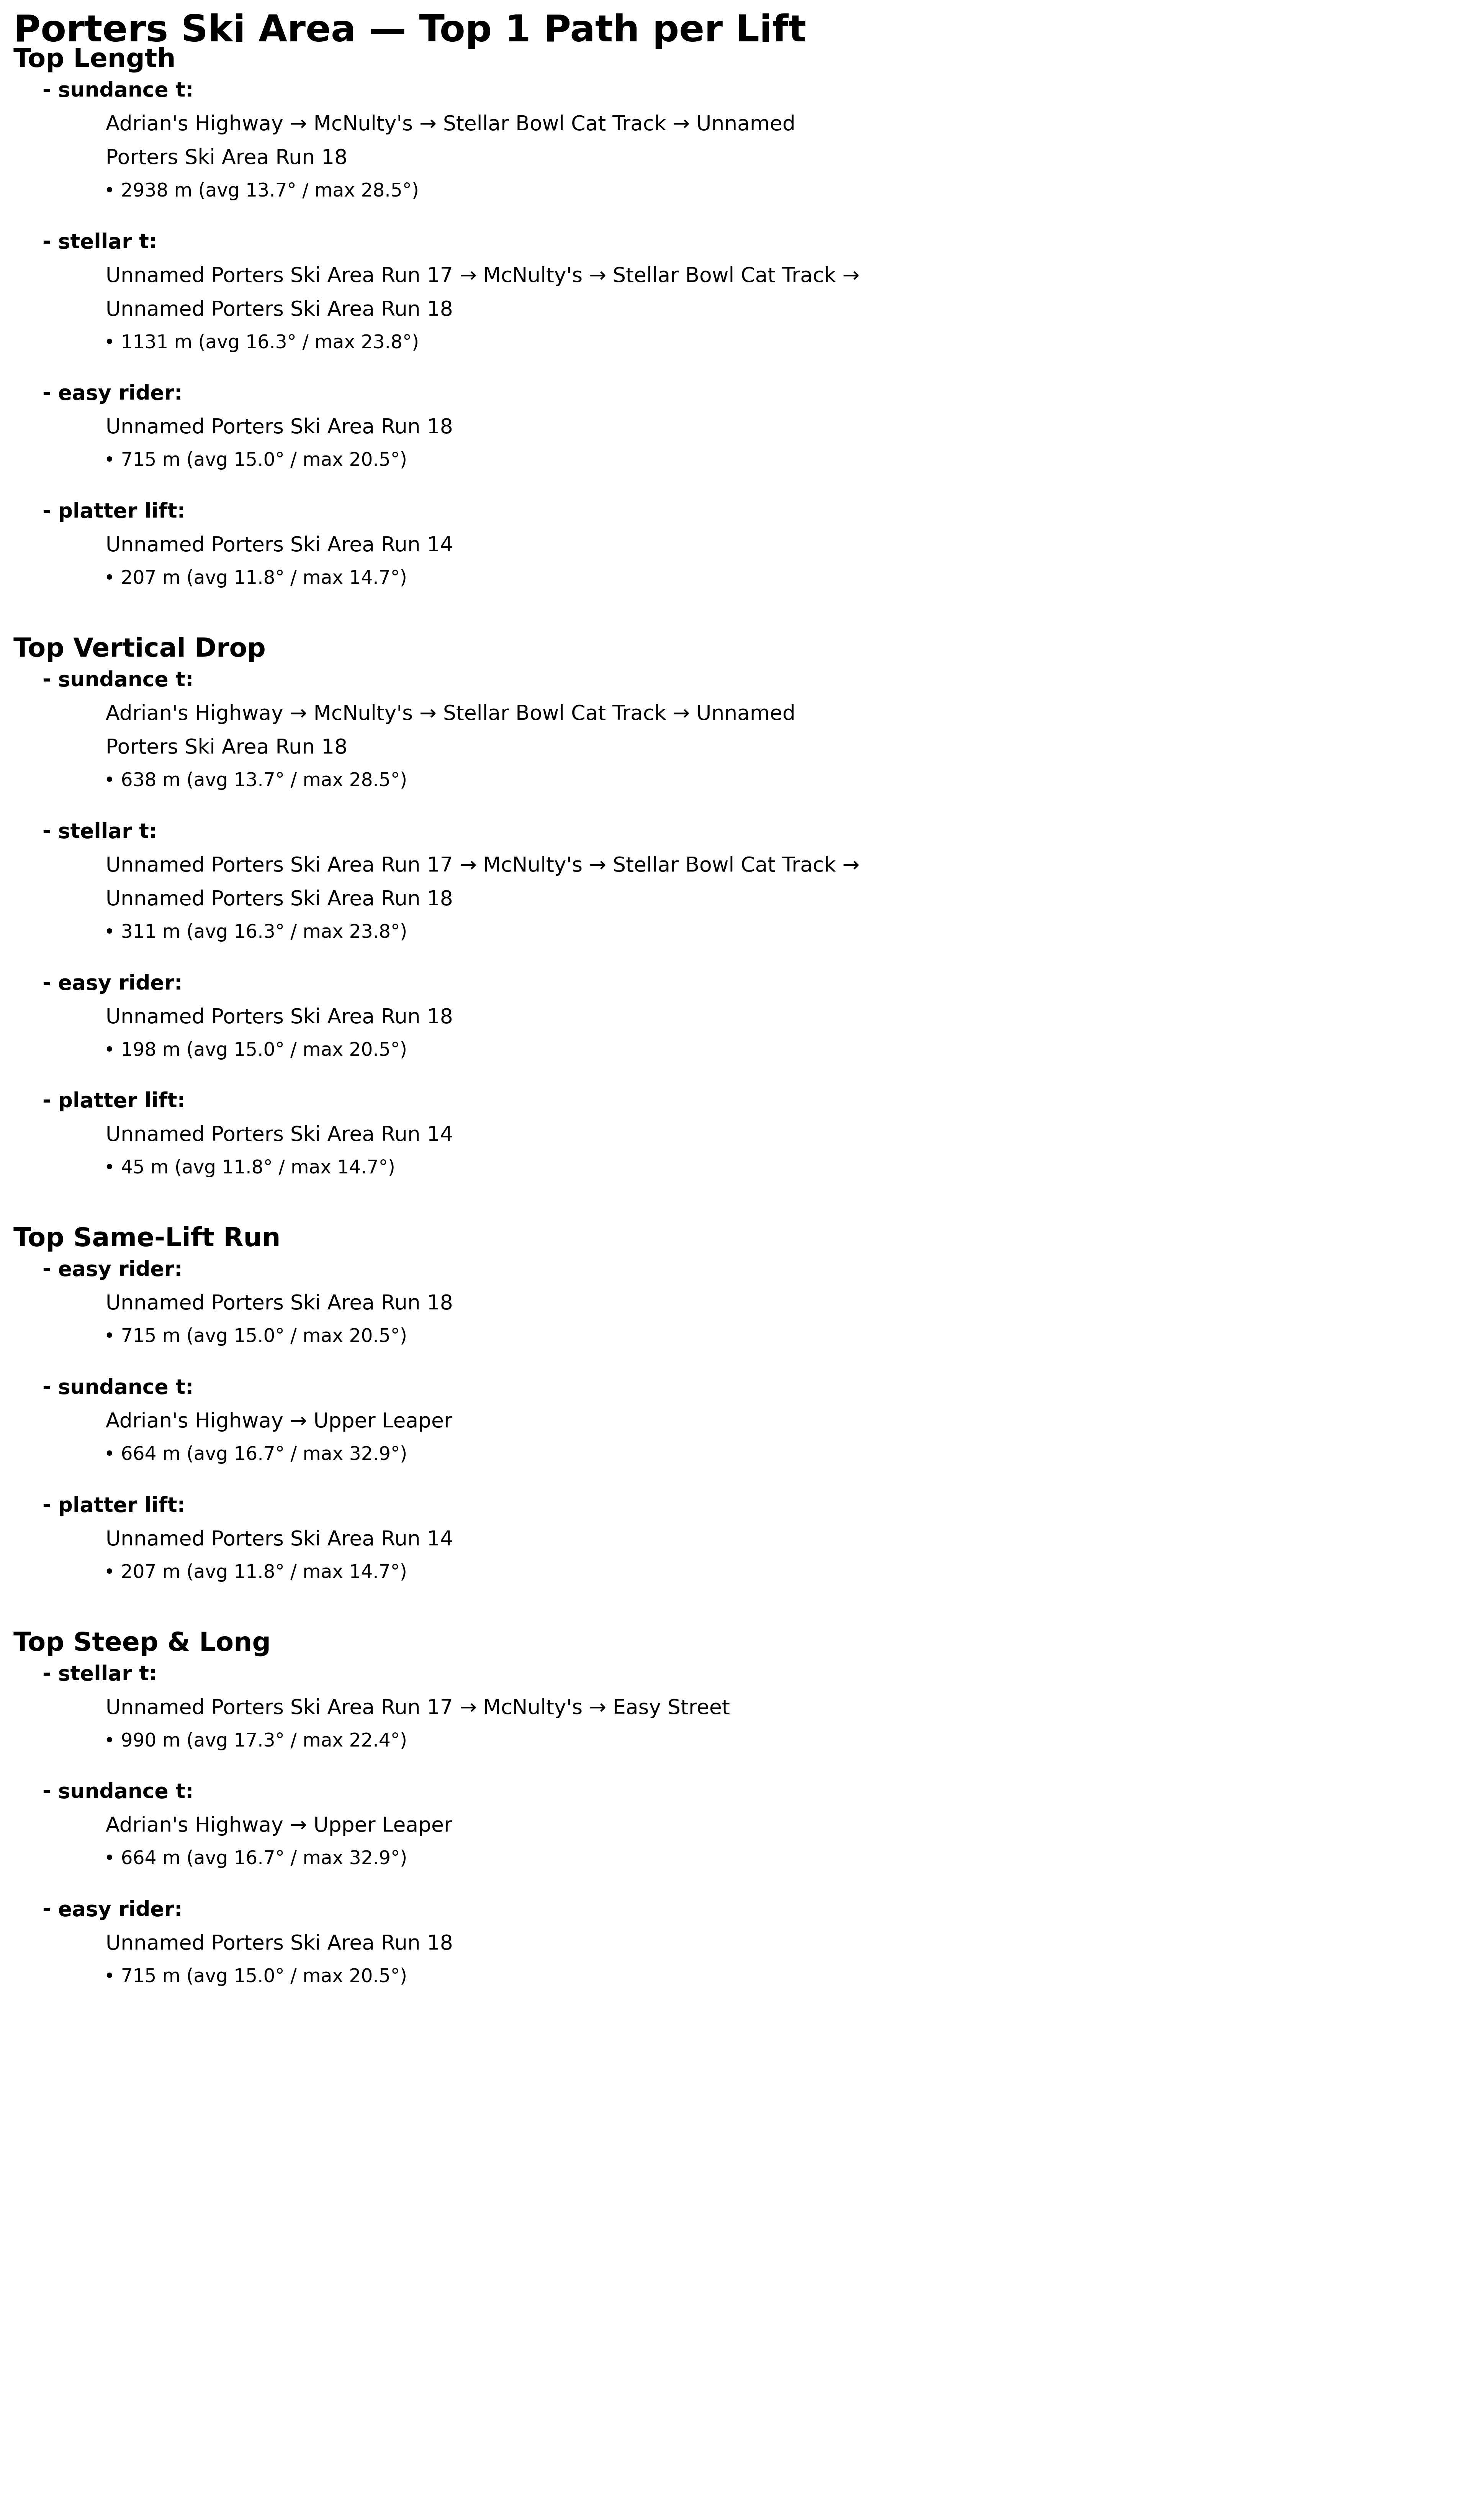 Porters Ski Area — Top 1 Path per Lift
Top Length
- sundance t:
Adrian's Highway → McNulty's → Stellar Bowl Cat Track → Unnamed
Porters Ski Area Run 18
• 2938 m (avg 13.7° / max 28.5°)
- stellar t:
Unnamed Porters Ski Area Run 17 → McNulty's → Stellar Bowl Cat Track →
Unnamed Porters Ski Area Run 18
• 1131 m (avg 16.3° / max 23.8°)
- easy rider:
Unnamed Porters Ski Area Run 18
• 715 m (avg 15.0° / max 20.5°)
- platter lift:
Unnamed Porters Ski Area Run 14
• 207 m (avg 11.8° / max 14.7°)
Top Vertical Drop
- sundance t:
Adrian's Highway → McNulty's → Stellar Bowl Cat Track → Unnamed
Porters Ski Area Run 18
• 638 m (avg 13.7° / max 28.5°)
- stellar t:
Unnamed Porters Ski Area Run 17 → McNulty's → Stellar Bowl Cat Track →
Unnamed Porters Ski Area Run 18
• 311 m (avg 16.3° / max 23.8°)
- easy rider:
Unnamed Porters Ski Area Run 18
• 198 m (avg 15.0° / max 20.5°)
- platter lift:
Unnamed Porters Ski Area Run 14
• 45 m (avg 11.8° / max 14.7°)
Top Same-Lift Run
- easy rider:
Unnamed Porters Ski Area Run 18
• 715 m (avg 15.0° / max 20.5°)
- sundance t:
Adrian's Highway → Upper Leaper
• 664 m (avg 16.7° / max 32.9°)
- platter lift:
Unnamed Porters Ski Area Run 14
• 207 m (avg 11.8° / max 14.7°)
Top Steep & Long
- stellar t:
Unnamed Porters Ski Area Run 17 → McNulty's → Easy Street
• 990 m (avg 17.3° / max 22.4°)
- sundance t:
Adrian's Highway → Upper Leaper
• 664 m (avg 16.7° / max 32.9°)
- easy rider:
Unnamed Porters Ski Area Run 18
• 715 m (avg 15.0° / max 20.5°)